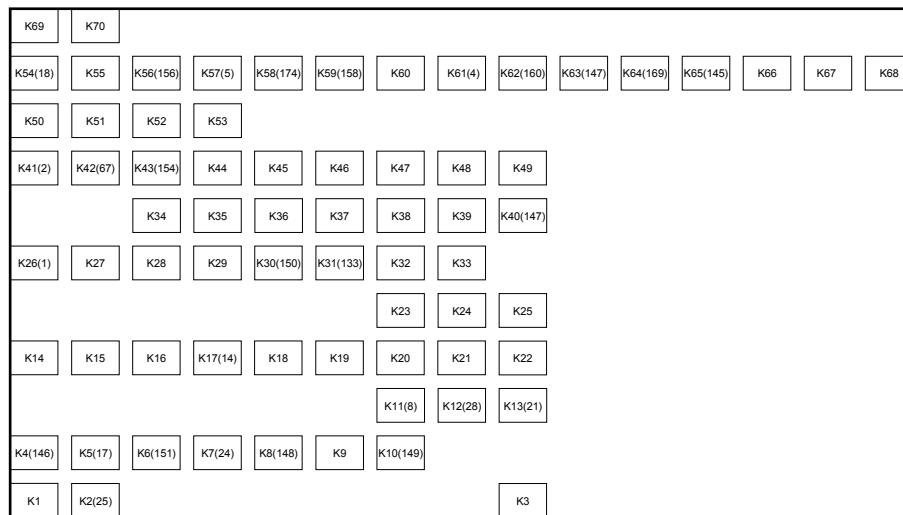 K69 K70
K54(18) K55 K56(156) K57(5) K58(174) K59(158) K60 K61(4) K62(160) K63(147) K64(169) K65(145) K66 K67 K68
K50 K51 K52 K53
K41(2) K42(67) K43(154) K44 K45 K46 K47 K48 K49
K34 K35 K36 K37 K38 K39 K40(147)
K26(1) K27 K28 K29 K30(150) K31(133) K32 K33
K23 K24 K25
K14 K15 K16 K17(14) K18 K19 K20 K21 K22
K11(8) K12(28) K13(21)
K4(146) K5(17) K6(151) K7(24) K8(148) K9 K10(149)
K1 K2(25) K3